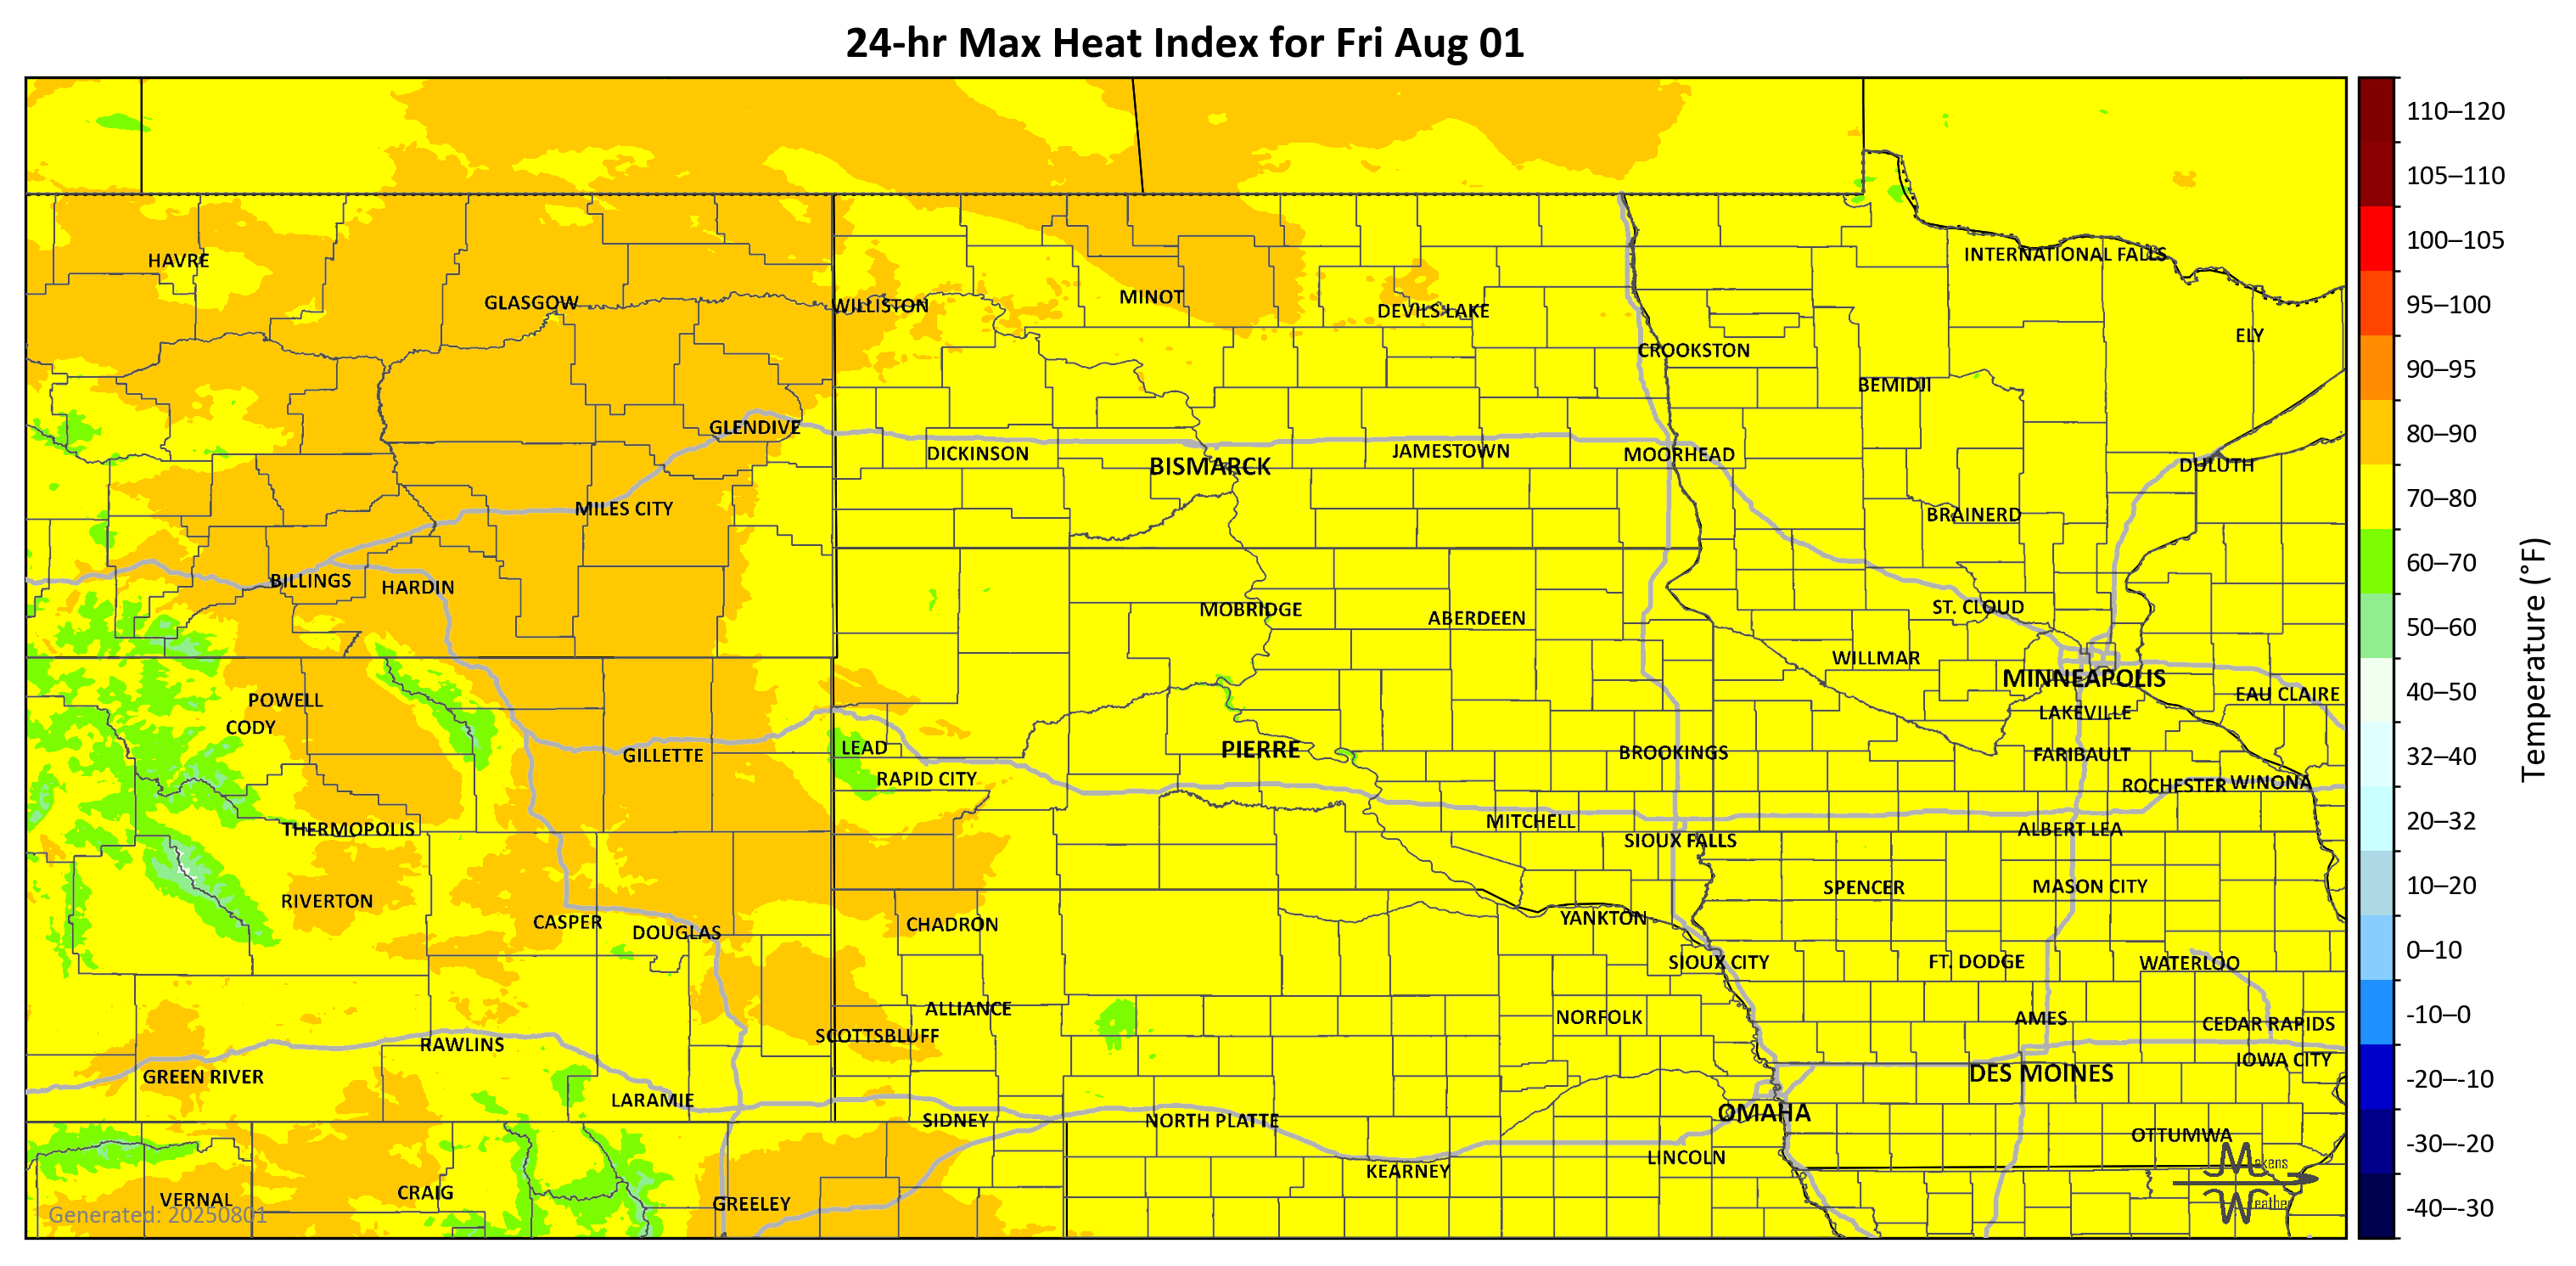 24-hr Max Heat Index for Fri Aug 01
HAVRE
GLASGOW
WILLISTON
MINOT
DEVILS LAKE
CROOKSTON
INTERNATIONAL FALLS
ELY
BEMIDJI
GLENDIVE
DICKINSON
BISMARCK
JAMESTOWN
MOORHEAD
DULUTH
MILES CITY
BRAINERD
BILLINGS
HARDIN
MOBRIDGE
ABERDEEN
ST. CLOUD
WILLMAR
MINNEAPOLIS
EAU CLAIRE
POWELL
CODY
LAKEVILLE
GILLETTE
LEAD
RAPID CITY
PIERRE
BROOKINGS
FARIBAULT
ROCHESTER
WINONA
THERMOPOLIS
MITCHELL
SIOUX FALLS
ALBERT LEA
RIVERTON
CASPER
DOUGLAS
CHADRON
YANKTON
SPENCER
MASON CITY
SIOUX CITY
FT. DODGE
WATERLOO
ALLIANCE
SCOTTSBLUFF
NORFOLK
AMES
CEDAR RAPIDS
IOWA CITY
RAWLINS
GREEN RIVER
LARAMIE
SIDNEY
NORTH PLATTE
OMAHA
DES MOINES
OTTUMWA
LINCOLN
KEARNEY
VERNAL
CRAIG
GREELEY
Generated: 20250801
Makens
Weather
110–120
105–110
100–105
95–100
90–95
80–90
70–80
60–70
50–60
40–50
32–40
20–32
10–20
0–10
-10–0
-20–-10
-30–-20
-40–-30
Temperature (°F)